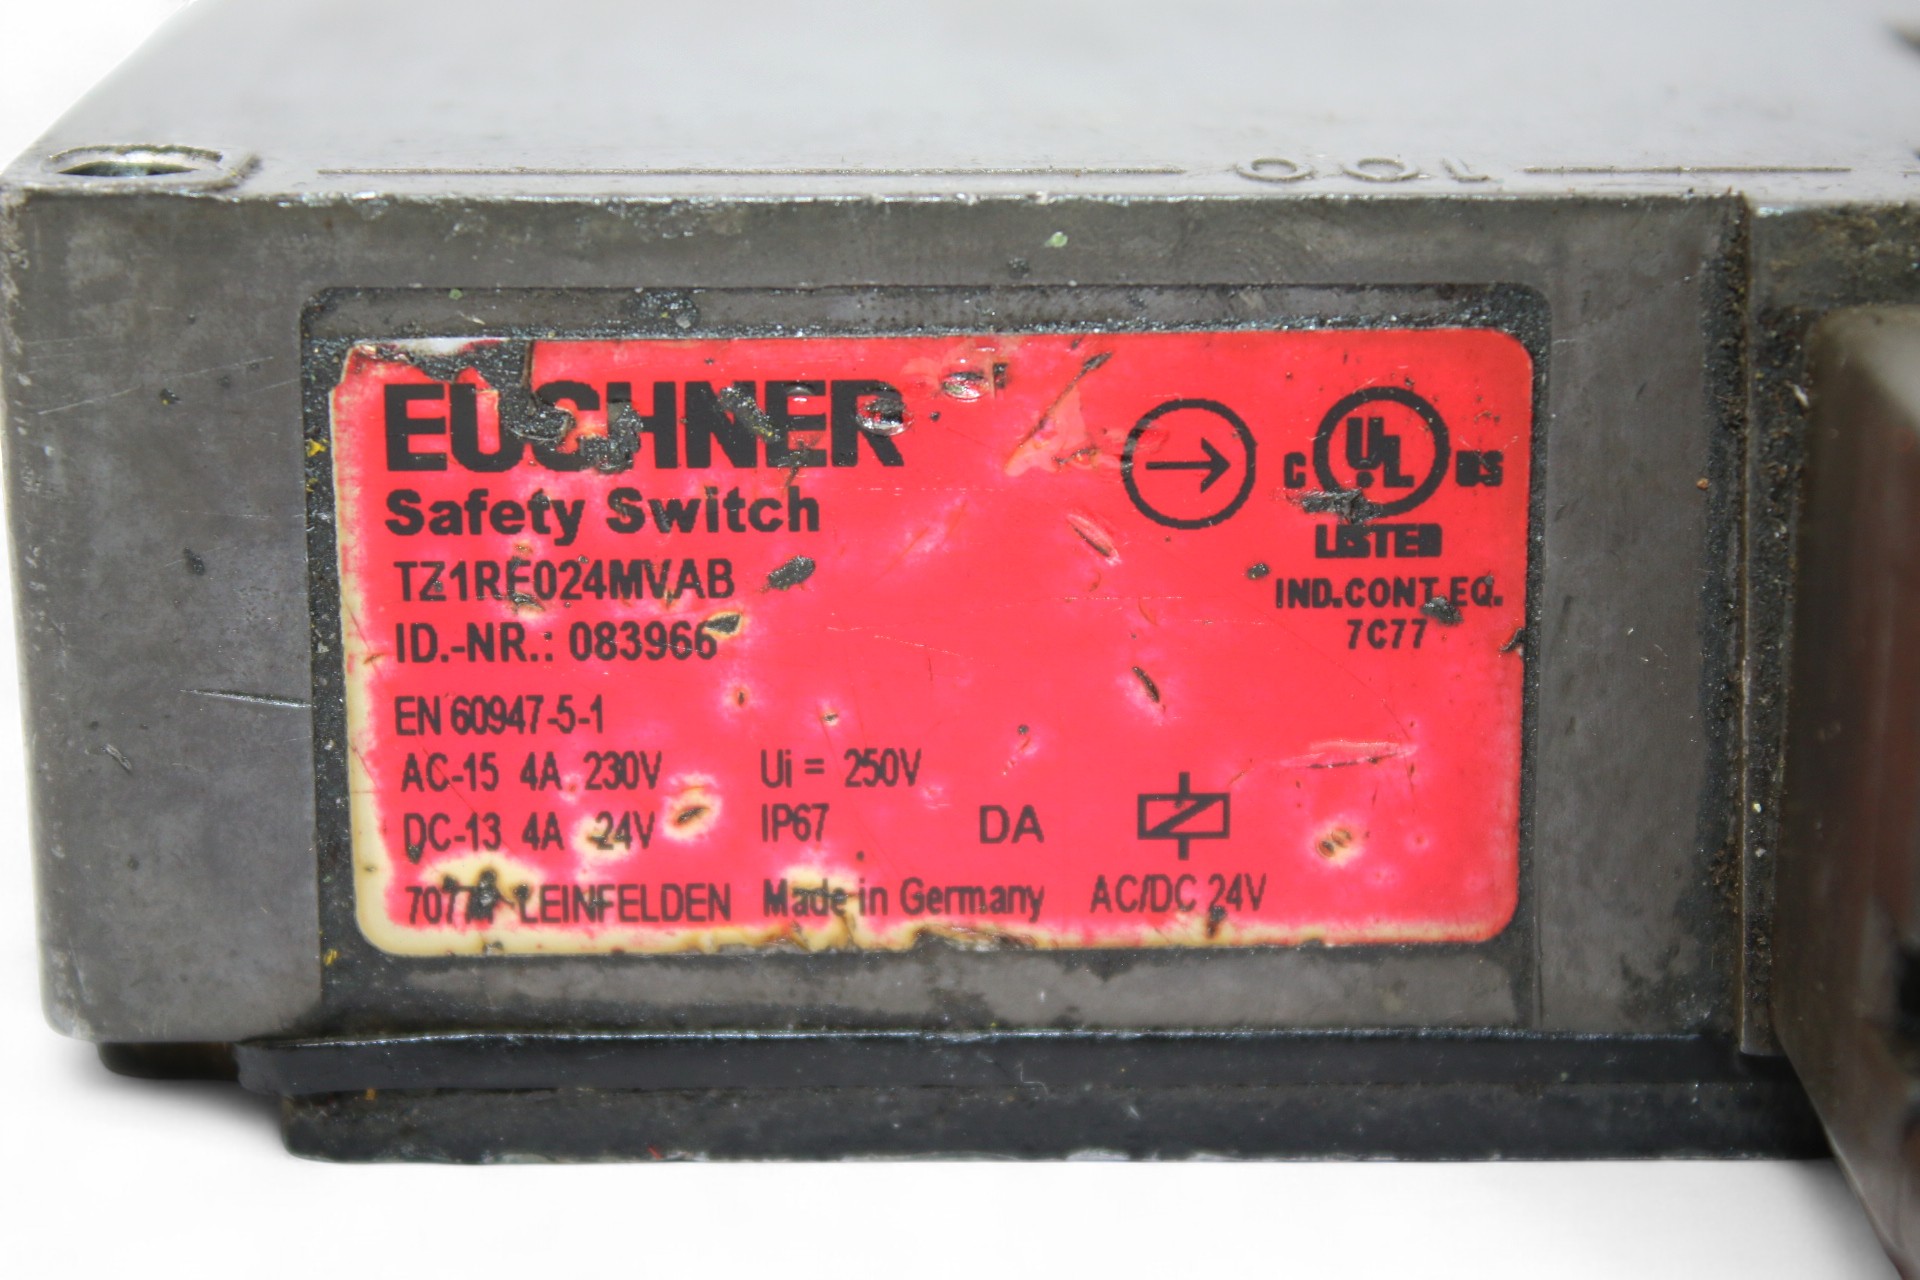 100
EUCHNER
Safety Switch
TZ1RE024MVAB
ID.-NR.: 083966
EN 60947-5-1
AC-15 4A 230V Ui = 250V
DC-13 4A 24V IP67 DA
LEINFELDEN Made in Germany AC/DC 24V
C UL US
LISTED
IND.CONT.EQ.
7C77